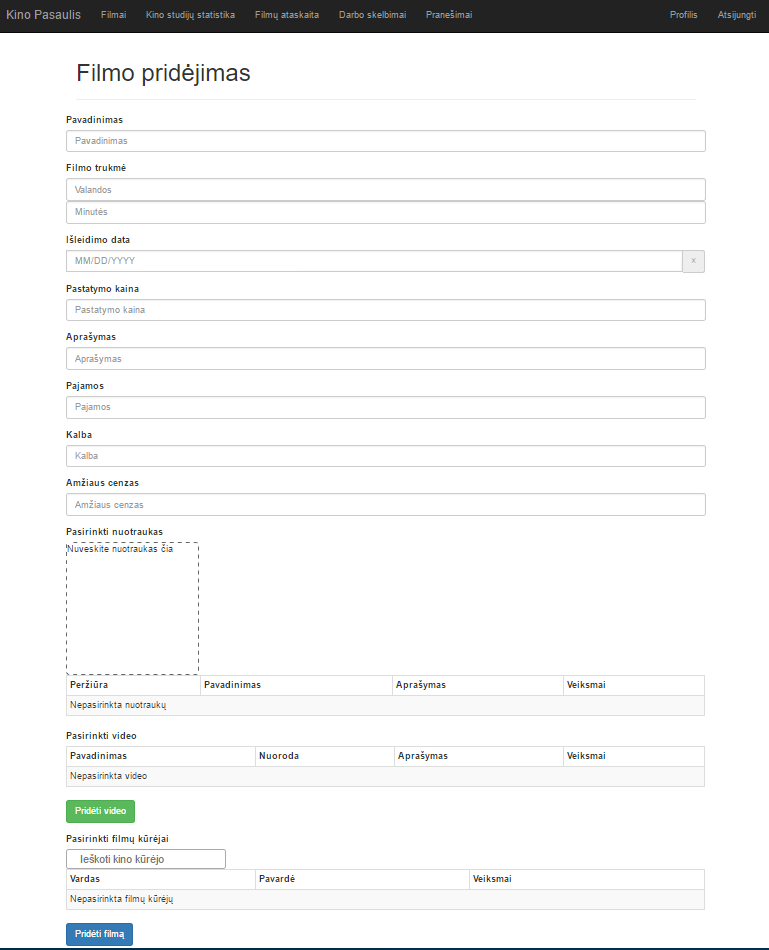 Kino Pasaulis Filmai Kino studijų statistika Filmų ataskaita Darbo skelbimai Pranešimai Profilis Atsijungti
Filmo pridėjimas
Pavadinimas
Pavadinimas
Filmo trukmė
Valandos
Minutės
Išleidimo data
MM/DD/YYYY x
Pastatymo kaina
Pastatymo kaina
Aprašymas
Aprašymas
Pajamos
Pajamos
Kalba
Kalba
Amžiaus cenzas
Amžiaus cenzas
Pasirinkti nuotraukas
Nuveskite nuotraukas čia
Peržiūra Pavadinimas Aprašymas Veiksmai
Nepasirinkta nuotraukų
Pasirinkti video
Pavadinimas Nuoroda Aprašymas Veiksmai
Nepasirinkta video
Pridėti video
Pasirinkti filmų kūrėjai
Ieškoti kino kūrėjo
Vardas Pavardė Veiksmai
Nepasirinkta filmų kūrėjų
Pridėti filmą